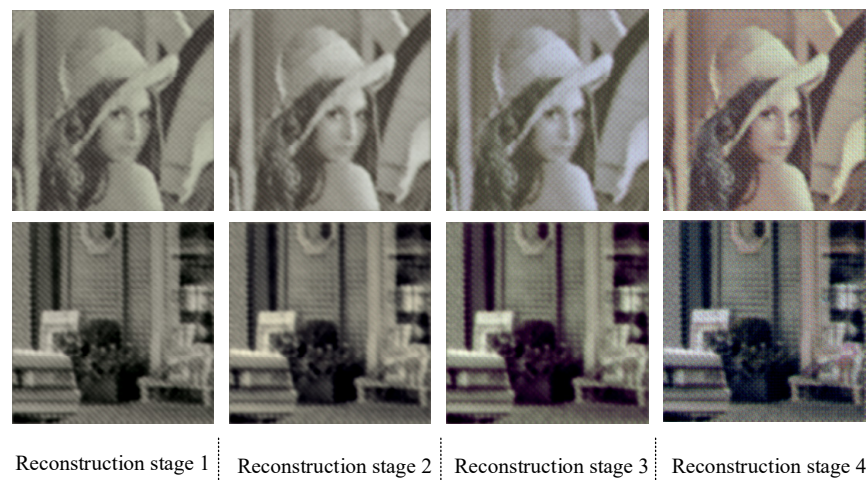 Reconstruction stage 1
Reconstruction stage 2
Reconstruction stage 3
Reconstruction stage 4